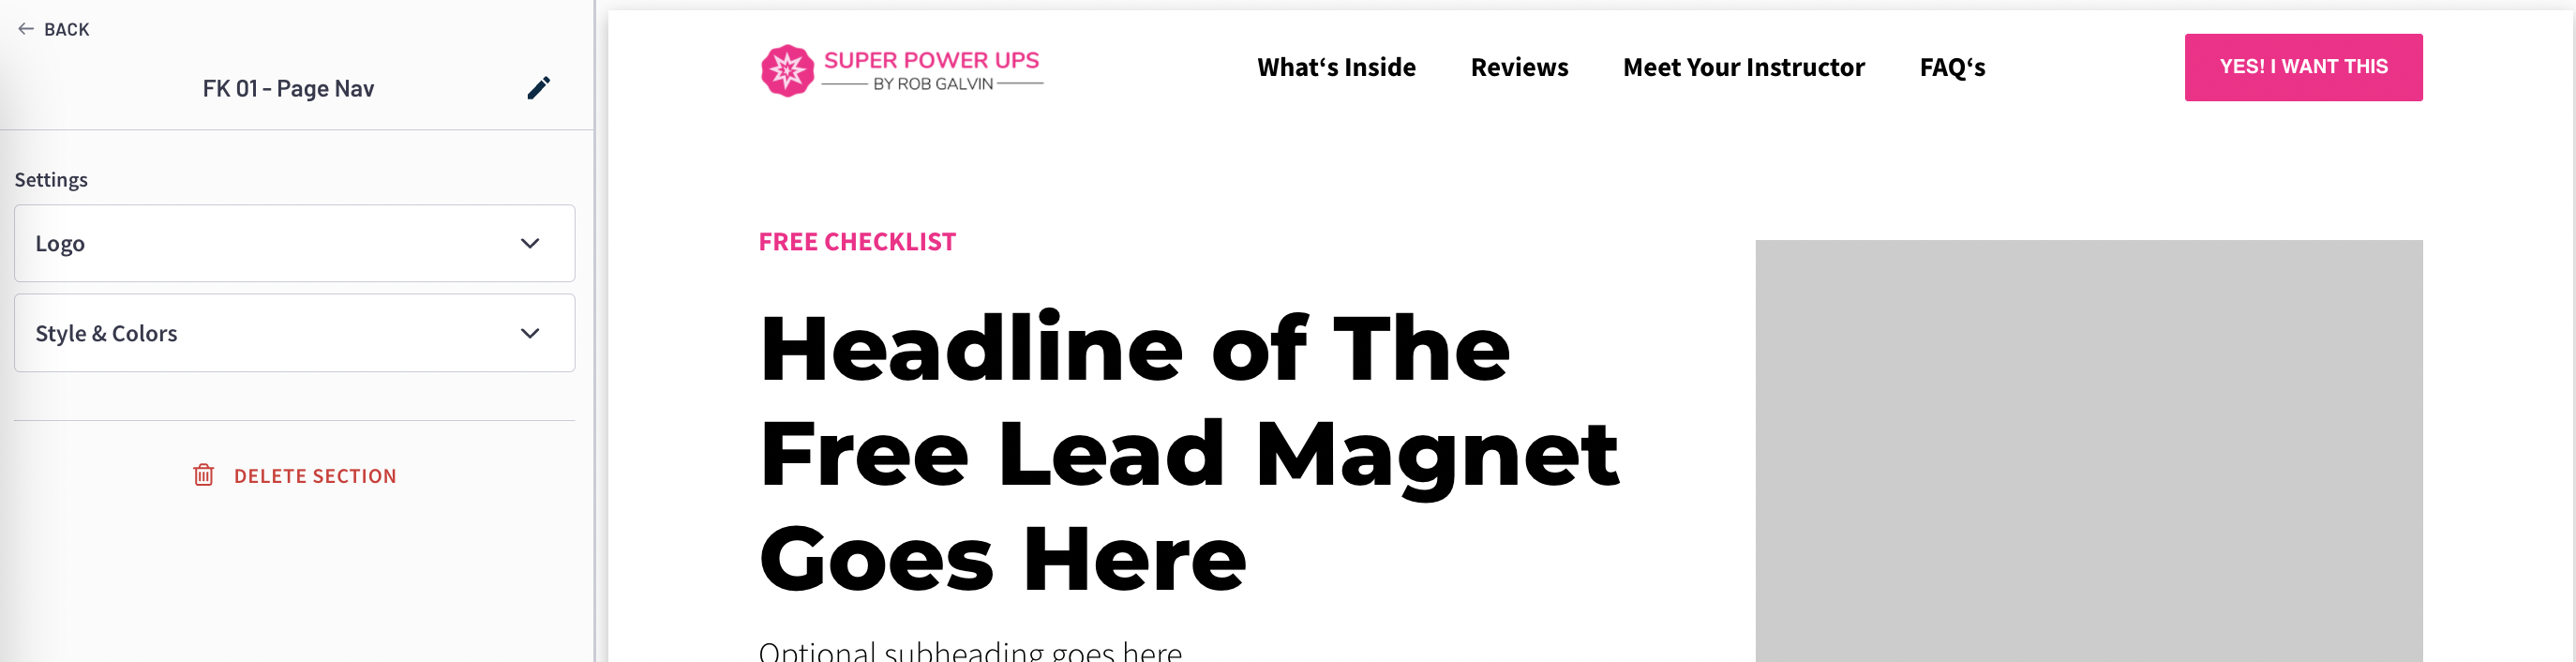 BACK
FK 01 - Page Nav
Settings
Logo
Style & Colors
DELETE SECTION
SUPER POWER UPS
BY ROB GALVIN
What‘s Inside
Reviews
Meet Your Instructor
FAQ‘s
YES! I WANT THIS
FREE CHECKLIST
Headline of The
Free Lead Magnet
Goes Here
Optional subheading goes here